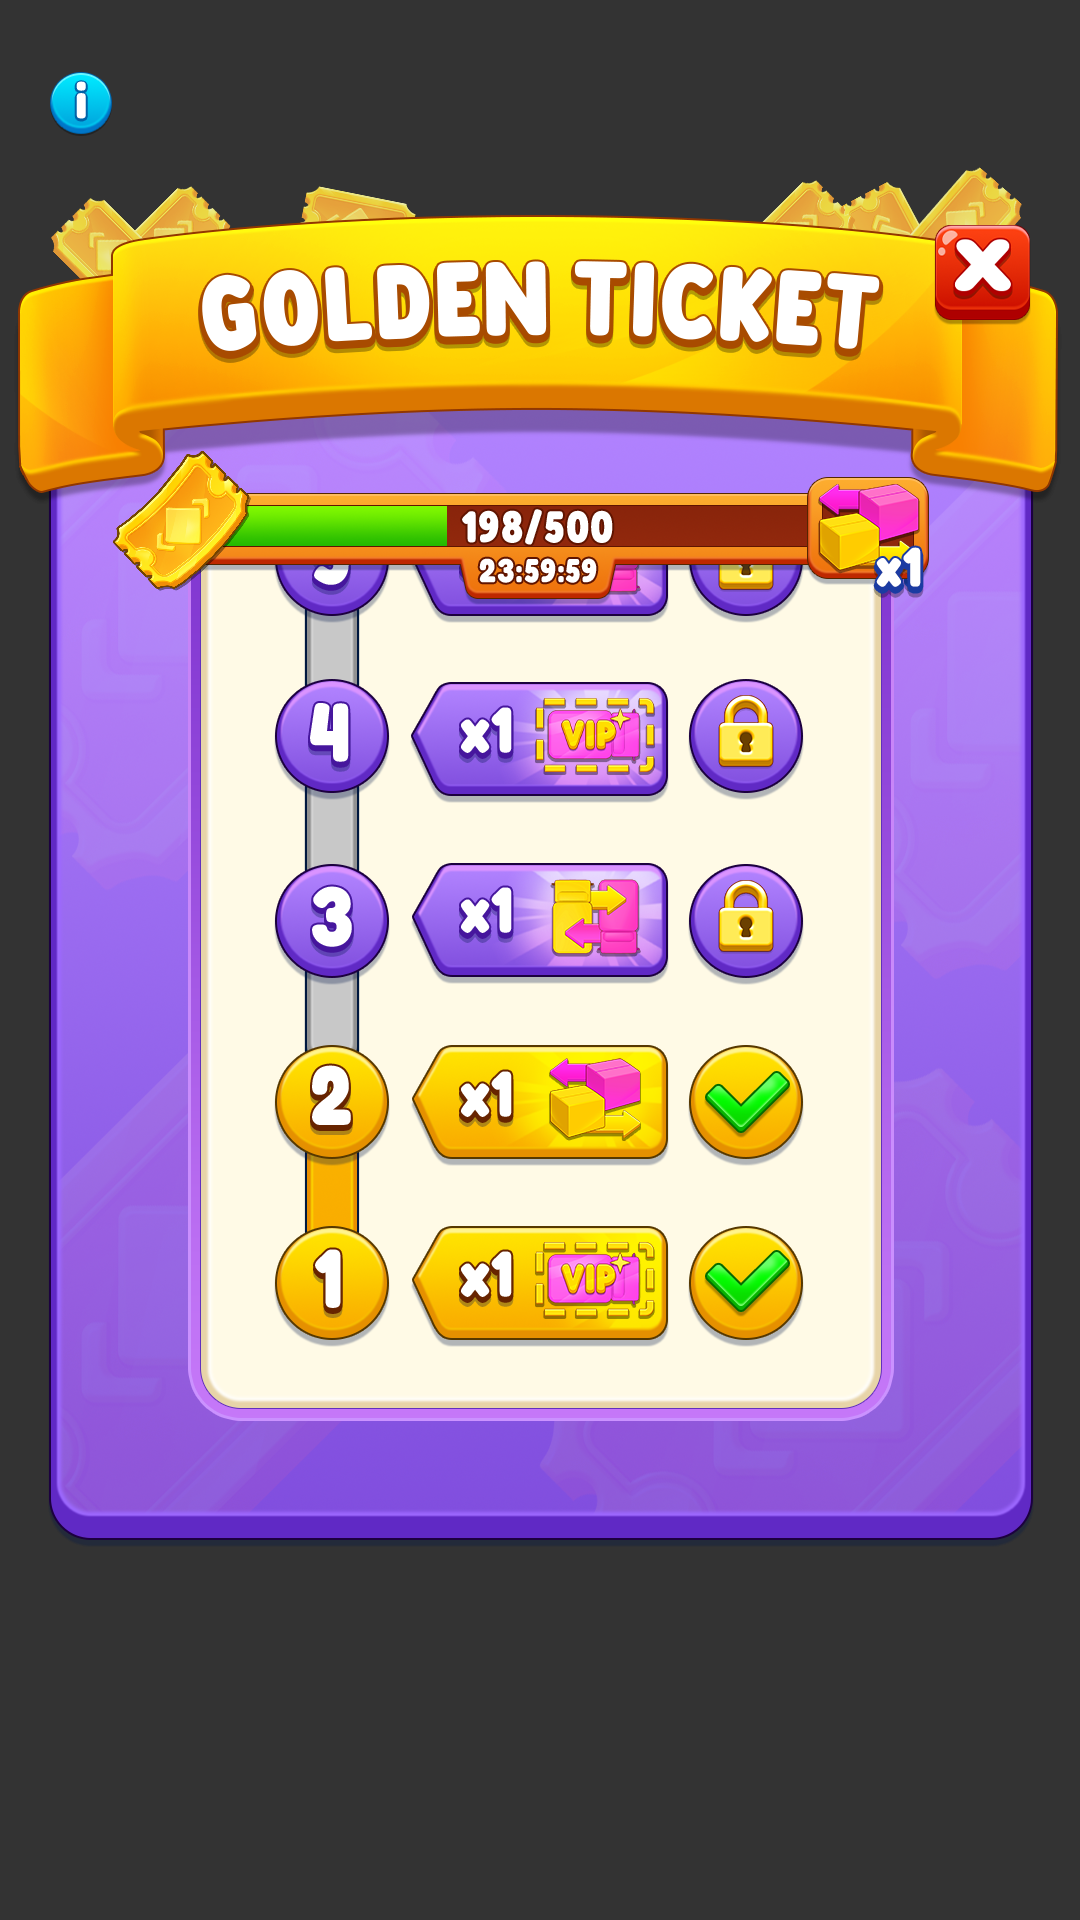 i
GOLDEN TICKET
198/500
23:59:59
x1
4 x1 VIP
3 x1
2 x1
1 x1 VIP